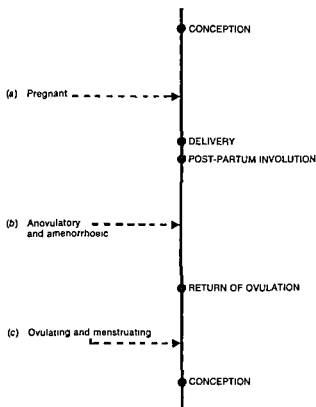 CONCEPTION
(a) Pregnant
DELIVERY
POST-PARTUM INVOLUTION
(b) Anovulatory
and amenorrhoeic
RETURN OF OVULATION
(c) Ovulating and menstruating
CONCEPTION